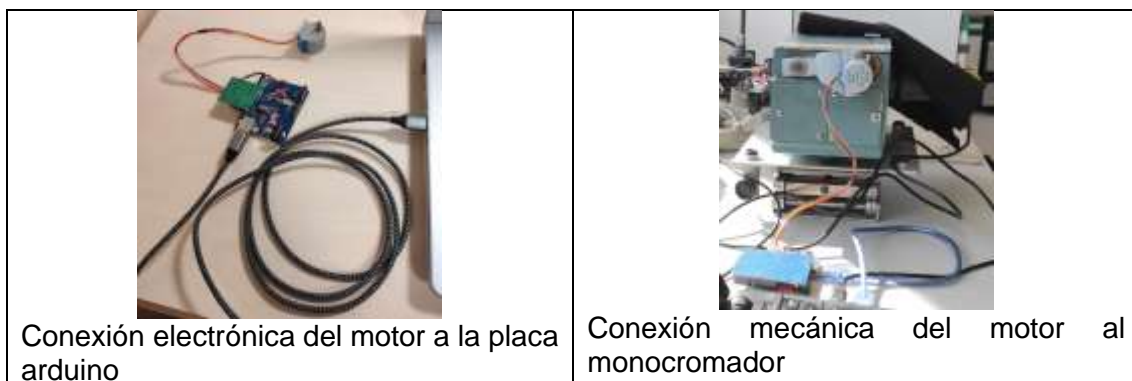 Conexión electrónica del motor a la placa
arduino
Conexión mecánica del motor al
monocromador